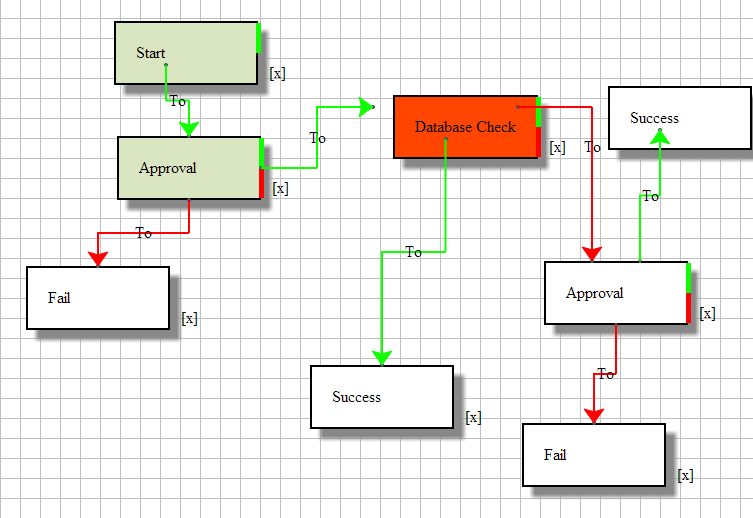 Start
[x]
To
Approval
[x]
To
Fail
[x]
To
Database Check
[x]
To
Success
[x]
To
Success
To
Approval
[x]
To
Fail
[x]